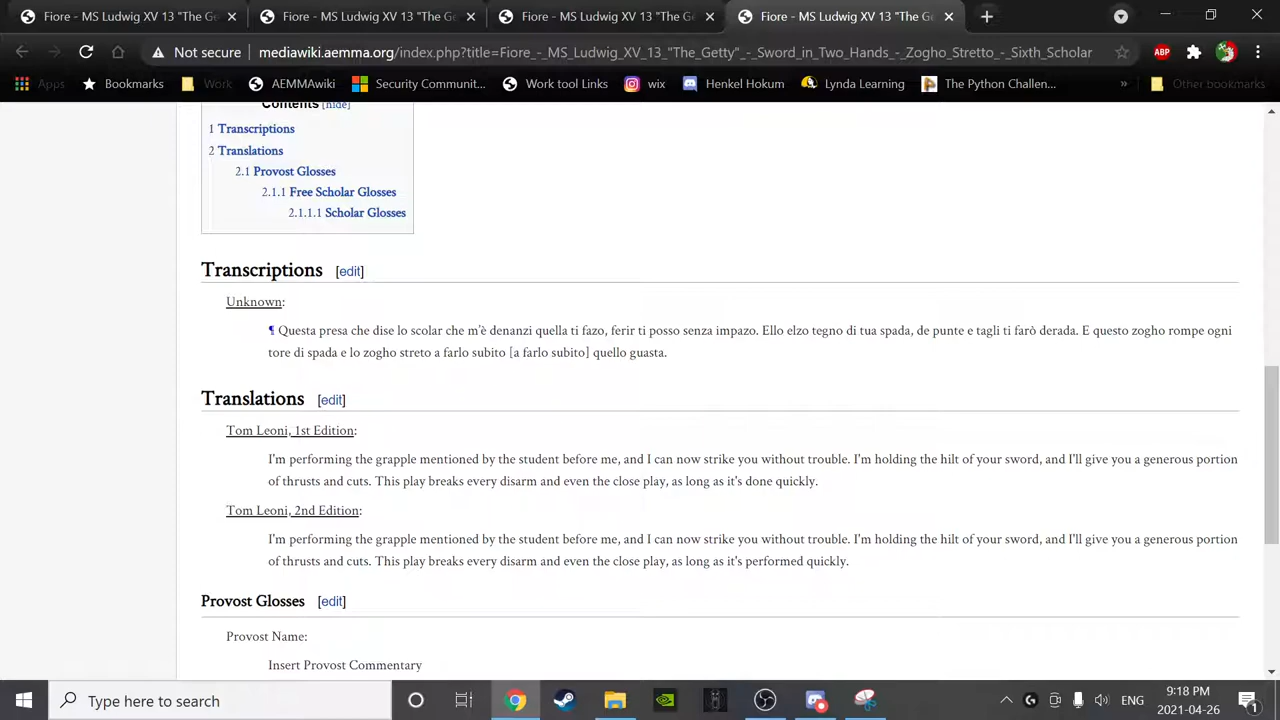 Fiore - MS Ludwig XV 13 "The Ge
Fiore - MS Ludwig XV 13 "The Ge
Fiore - MS Ludwig XV 13 "The Ge
Fiore - MS Ludwig XV 13 "The Ge
Not secure
mediawiki.aemma.org/index.php?title=Fiore_-_MS_Ludwig_XV_13_"The_Getty"_-_Sword_in_Two_Hands_-_Zogho_Stretto_-_Sixth_Scholar
ABP
Apps
Bookmarks
Work
AEMMAwiki
Security Communit...
Work tool Links
wix
Henkel Hokum
Lynda Learning
The Python Challen...
»
Other bookmarks
Contents [hide]
1 Transcriptions
2 Translations
2.1 Provost Glosses
2.1.1 Free Scholar Glosses
2.1.1.1 Scholar Glosses
Transcriptions [edit]
Unknown:
¶ Questa presa che dise lo scolar che m'è denanzi quella ti fazo, ferir ti posso senza impazo. Ello elzo tegno di tua spada, de punte e tagli ti farò derada. E questo zogho rompe ogni
tore di spada e lo zogho streto a farlo subito [a farlo subito] quello guasta.
Translations [edit]
Tom Leoni, 1st Edition:
I'm performing the grapple mentioned by the student before me, and I can now strike you without trouble. I'm holding the hilt of your sword, and I'll give you a generous portion
of thrusts and cuts. This play breaks every disarm and even the close play, as long as it's done quickly.
Tom Leoni, 2nd Edition:
I'm performing the grapple mentioned by the student before me, and I can now strike you without trouble. I'm holding the hilt of your sword, and I'll give you a generous portion
of thrusts and cuts. This play breaks every disarm and even the close play, as long as it's performed quickly.
Provost Glosses [edit]
Provost Name:
Insert Provost Commentary
Type here to search
ENG
9:18 PM
2021-04-26
1